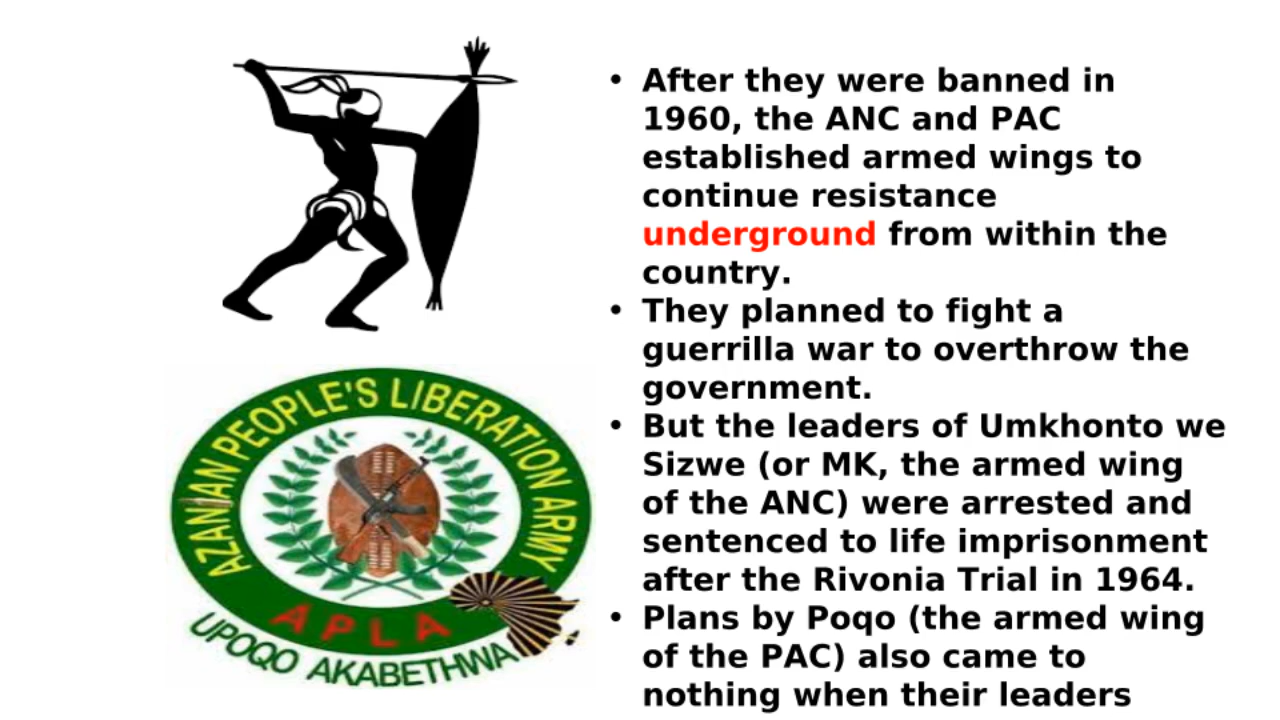 • After they were banned in
1960, the ANC and PAC
established armed wings to
continue resistance
underground from within the
country.
• They planned to fight a
guerrilla war to overthrow the
government.
• But the leaders of Umkhonto we
Sizwe (or MK, the armed wing
of the ANC) were arrested and
sentenced to life imprisonment
after the Rivonia Trial in 1964.
• Plans by Poqo (the armed wing
of the PAC) also came to
nothing when their leaders
AZANIAN PEOPLE'S LIBERATION ARMY
APLA
UPOQO AKABETHWA